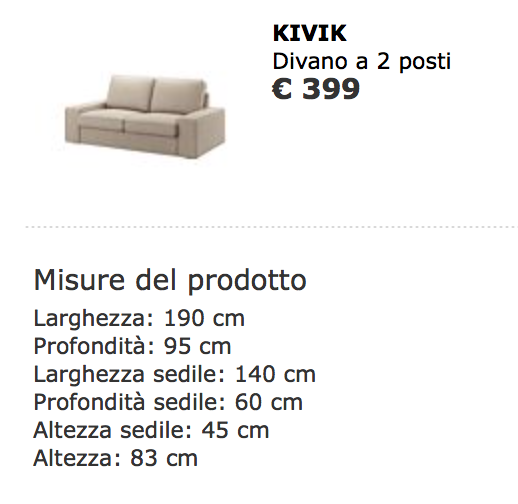 KIVIK
Divano a 2 posti
€ 399
Misure del prodotto
Larghezza: 190 cm
Profondità: 95 cm
Larghezza sedile: 140 cm
Profondità sedile: 60 cm
Altezza sedile: 45 cm
Altezza: 83 cm